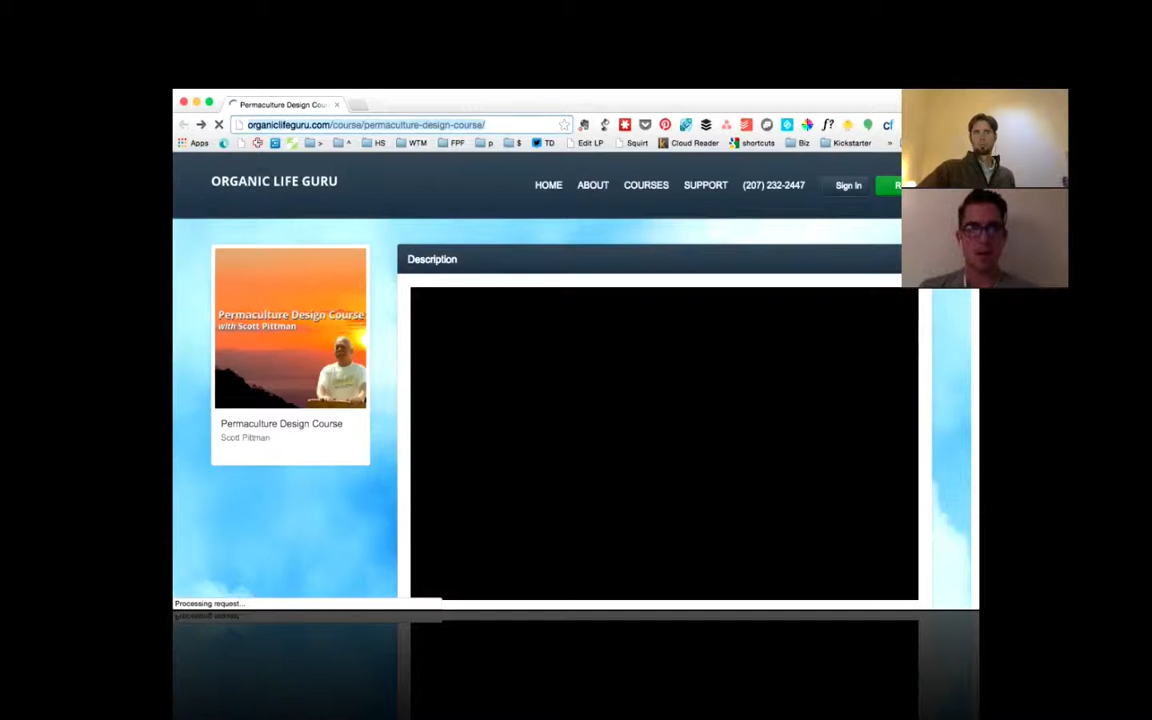 Permaculture Design Cou
organiclifeguru.com/course/permaculture-design-course/
Apps > ^ HS WTM FPF p $ TD Edit LP Squirt Cloud Reader shortcuts Biz Kickstarter »
ORGANIC LIFE GURU
HOME ABOUT COURSES SUPPORT (207) 232-2447 Sign In R
Description
Permaculture Design Course
with Scott Pittman
Permaculture Design Course
Scott Pittman
Processing request...